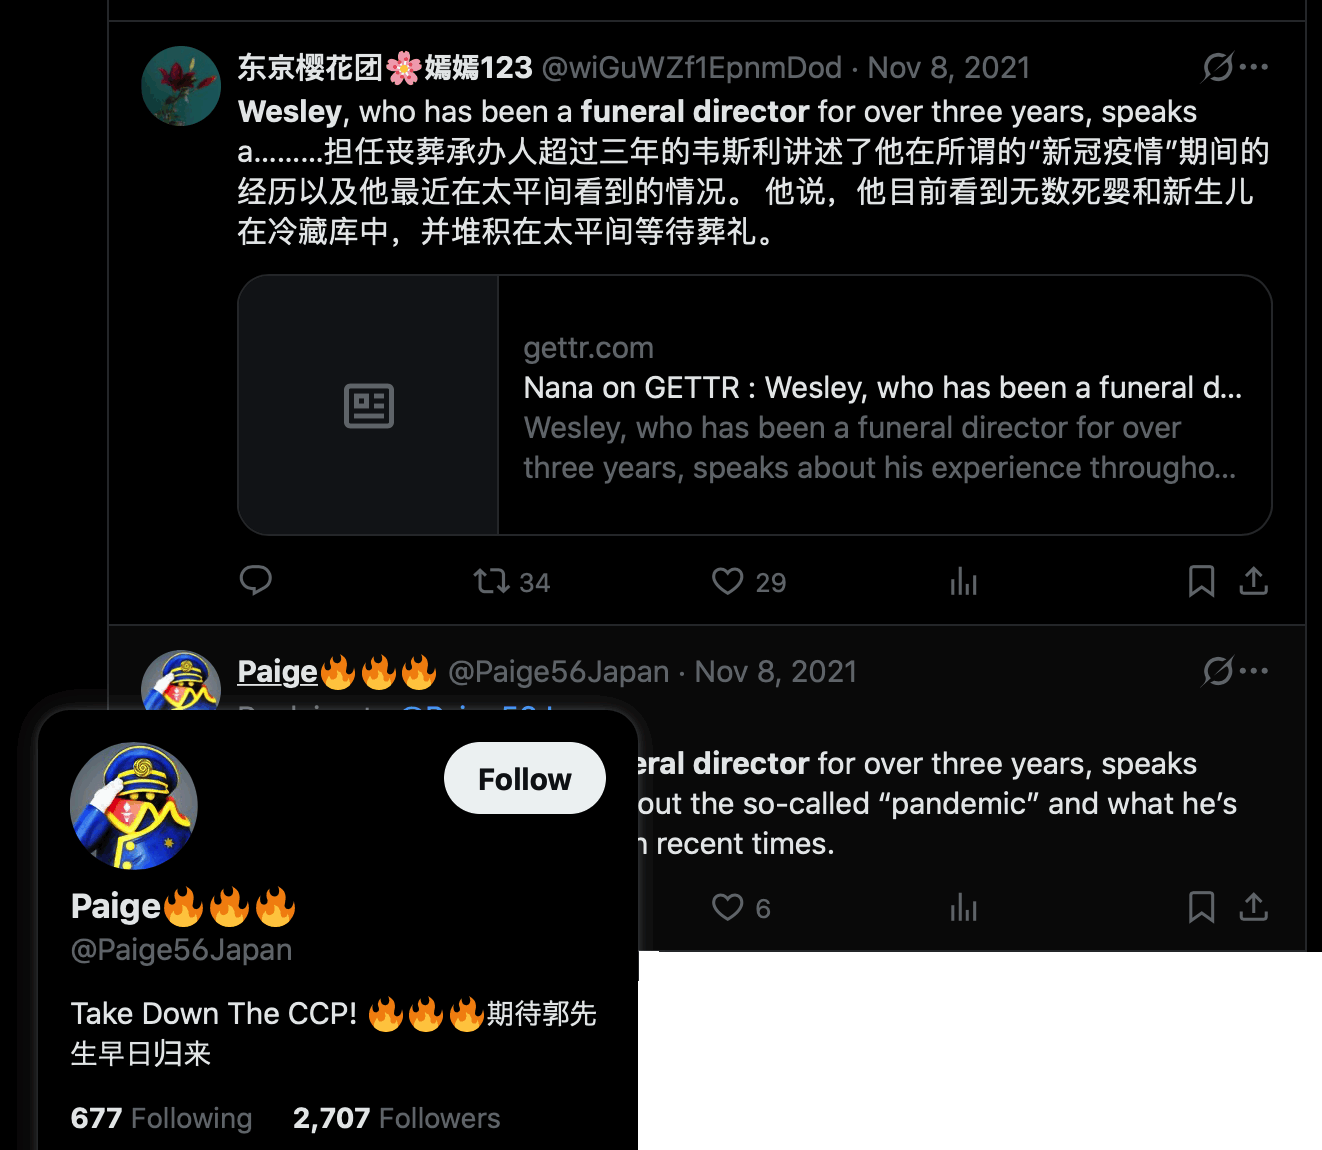 东京樱花团🌸嫣嫣123 @wiGuWZf1EpnmDod · Nov 8, 2021
Wesley, who has been a funeral director for over three years, speaks
a.........担任丧葬承办人超过三年的韦斯利讲述了他在所谓的“新冠疫情”期间的
经历以及他最近在太平间看到的情况。 他说，他目前看到无数死婴和新生儿
在冷藏库中，并堆积在太平间等待葬礼。
gettr.com
Nana on GETTR : Wesley, who has been a funeral d...
Wesley, who has been a funeral director for over
three years, speaks about his experience througho...
34
29
Paige🔥🔥🔥 @Paige56Japan · Nov 8, 2021
director for over three years, speaks
the so-called “pandemic” and what he’s
recent times.
6
Follow
Paige🔥🔥🔥
@Paige56Japan
Take Down The CCP! 🔥🔥🔥期待郭先
生早日归来
677 Following 2,707 Followers